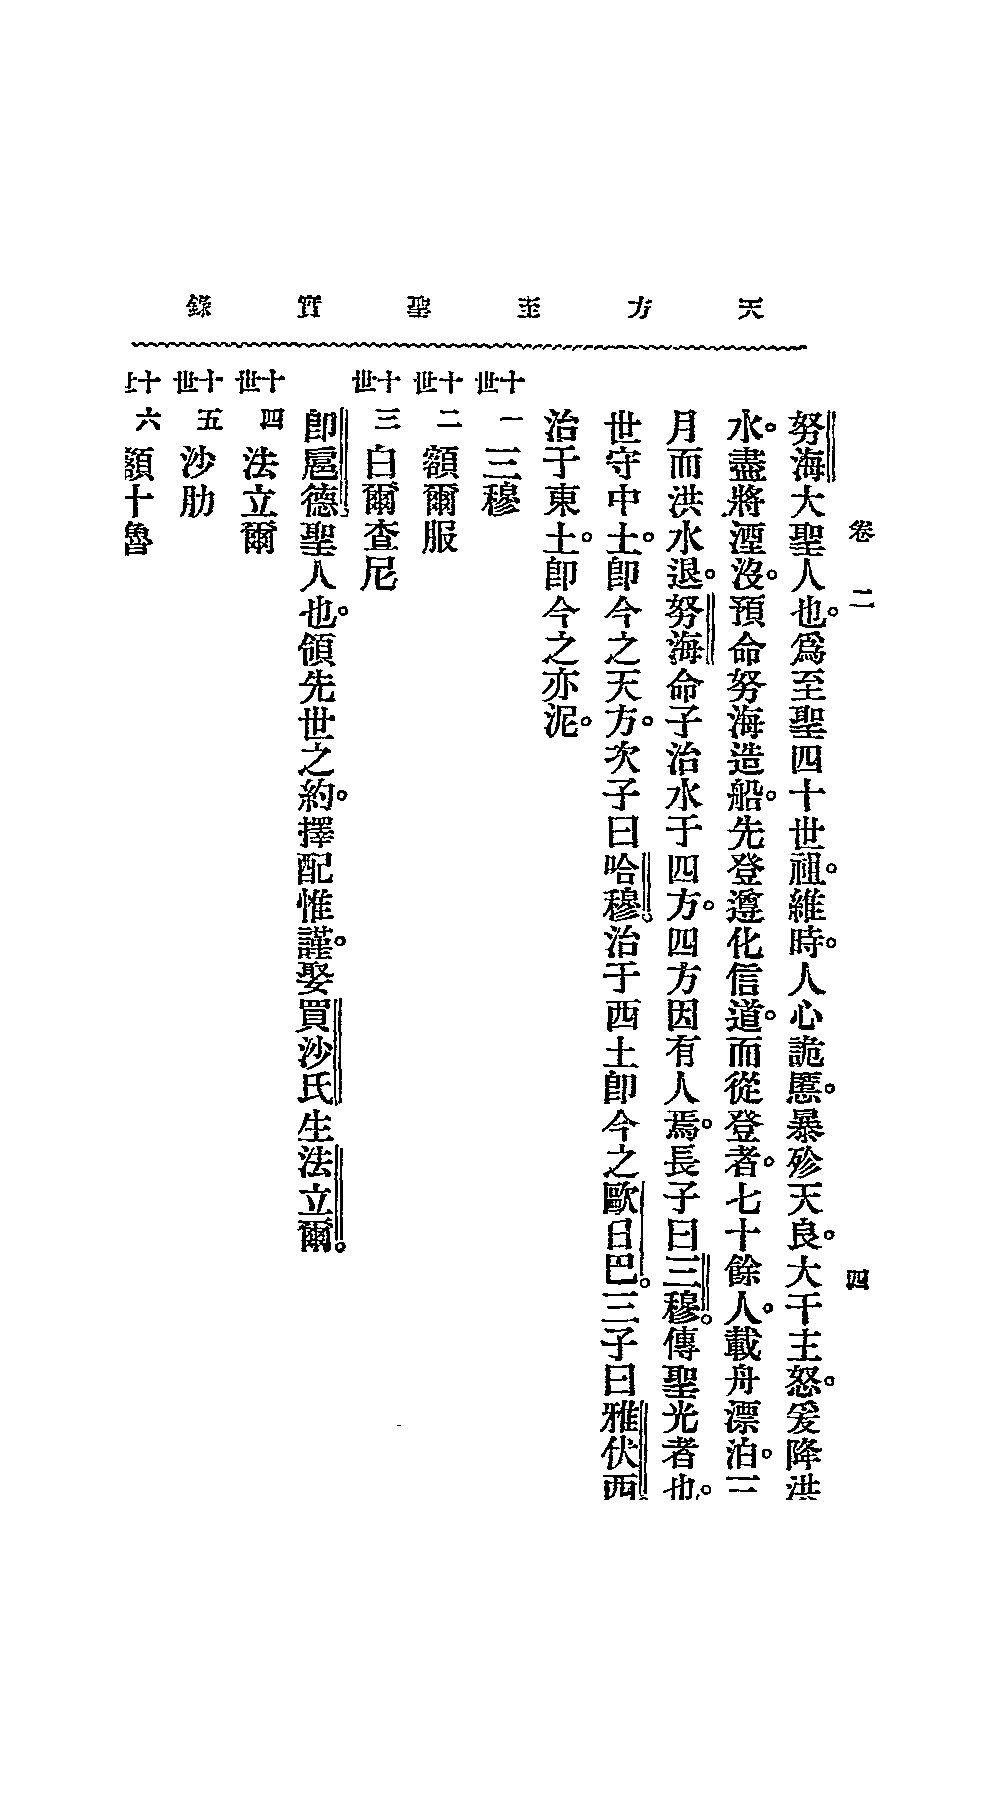 天方至聖實錄
卷二　四
努海大聖人也。爲至聖四十世祖。維時。人心詭慝。暴殄天良。大干主怒。爰降洪
水。盡將湮沒。預命努海造船。先登遵化信道。而從登者。七十餘人。載舟漂泊。三
月而洪水退。努海命子治水于四方。四方因有人焉。長子曰三穆。傳聖光者也。
世守中土。卽今之天方。次子曰哈穆。治于西土卽今之歐日巴。三子曰雅伏西。
治于東土。卽今之亦泥。
十一世三穆
十二世額爾服
十三世白爾查尼
卽扈德聖人也。領先世之約。擇配惟謹。娶買沙氏生法立爾。
十四世法立爾
十五世沙肋
十六世額十魯